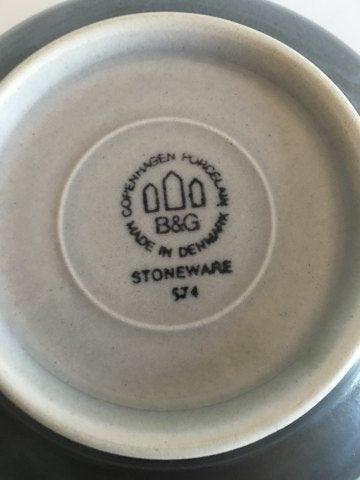 COPENHAGEN PORCELAIN
B&G
MADE IN DENMARK
STONEWARE
574